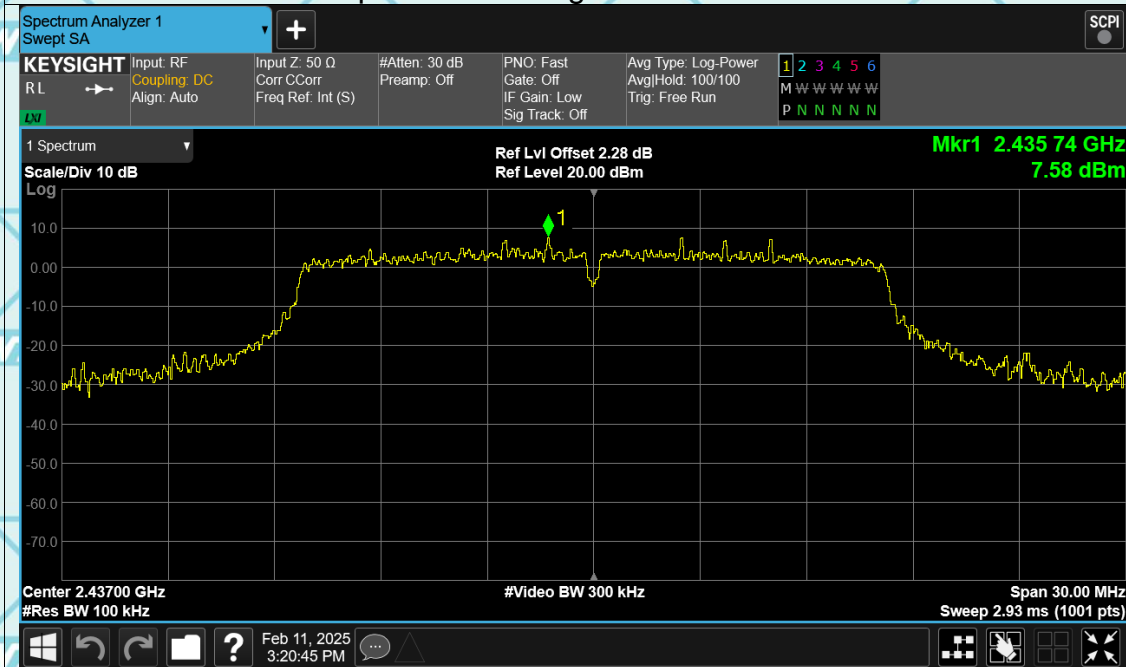 Spectrum Analyzer 1
Swept SA
+
SCPI
KEYSIGHT
RL
LXI
Input: RF
Coupling: DC
Align: Auto
Input Z: 50 Ω
Corr CCorr
Freq Ref: Int (S)
#Atten: 30 dB
Preamp: Off
PNO: Fast
Gate: Off
IF Gain: Low
Sig Track: Off
Avg Type: Log-Power
Avg|Hold: 100/100
Trig: Free Run
1 2 3 4 5 6
M W W W W W
P N N N N N
1 Spectrum
Scale/Div 10 dB
Log
Ref Lvl Offset 2.28 dB
Ref Level 20.00 dBm
Mkr1 2.435 74 GHz
7.58 dBm
1
10.0
0.00
-10.0
-20.0
-30.0
-40.0
-50.0
-60.0
-70.0
Center 2.43700 GHz
#Res BW 100 kHz
#Video BW 300 kHz
Span 30.00 MHz
Sweep 2.93 ms (1001 pts)
?
Feb 11, 2025
3:20:45 PM